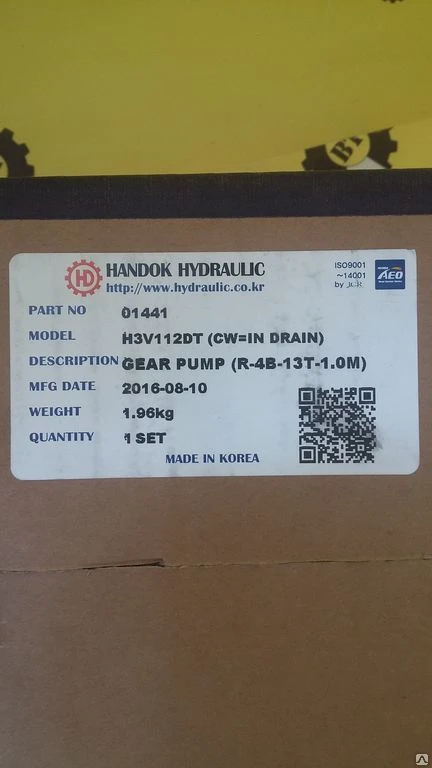 HD HANDOK HYDRAULIC
http://www.hydraulic.co.kr
ISO9001
~14001
by
AEO
PART NO 01441
MODEL H3V112DT (CW=IN DRAIN)
DESCRIPTION GEAR PUMP (R-4B-13T-1.0M)
MFG DATE 2016-08-10
WEIGHT 1.96kg
QUANTITY 1 SET
MADE IN KOREA